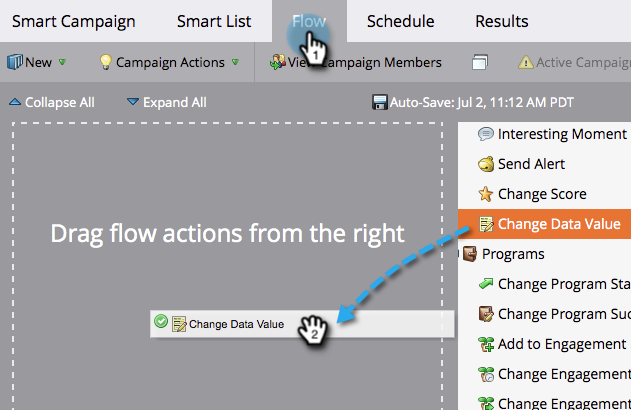 Smart Campaign Smart List Flow Schedule Results
1
New Campaign Actions View Campaign Members Active Campaig
Collapse All Expand All Auto-Save: Jul 2, 11:12 AM PDT
Interesting Moment
Send Alert
Change Score
Change Data Value
Drag flow actions from the right
Programs
Change Program Sta
Change Program Suc
Change Data Value 2
Add to Engagement
Change Engagement
Change Engagement